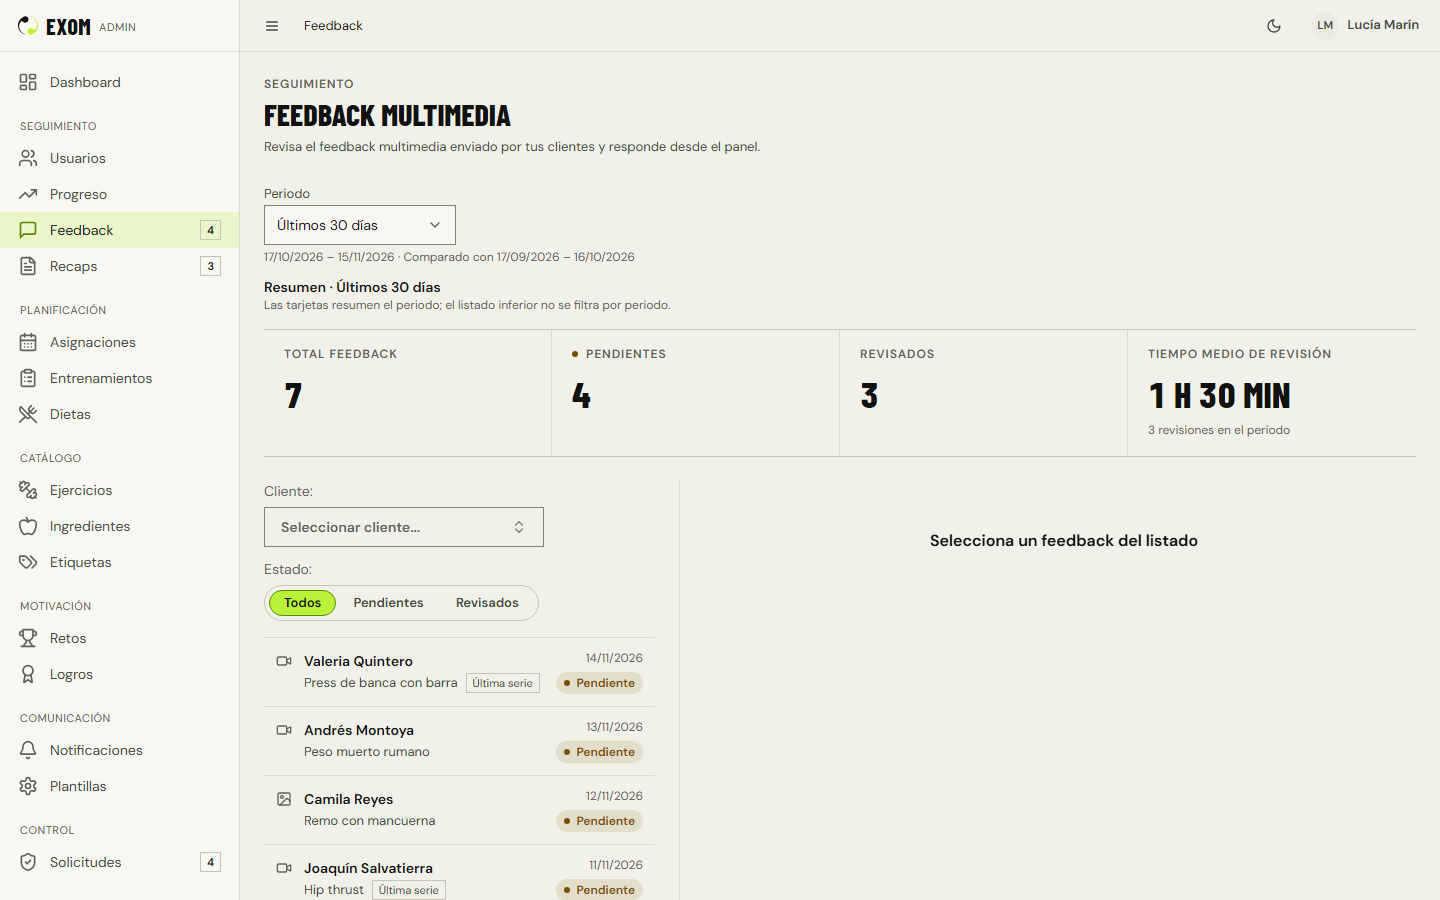 EXOM ADMIN
Feedback
LM Lucía Marín
Dashboard
SEGUIMIENTO
Usuarios
Progreso
Feedback 4
Recaps 3
PLANIFICACIÓN
Asignaciones
Entrenamientos
Dietas
CATÁLOGO
Ejercicios
Ingredientes
Etiquetas
MOTIVACIÓN
Retos
Logros
COMUNICACIÓN
Notificaciones
Plantillas
CONTROL
Solicitudes 4
SEGUIMIENTO
FEEDBACK MULTIMEDIA
Revisa el feedback multimedia enviado por tus clientes y responde desde el panel.
Periodo
Últimos 30 días
17/10/2026 – 15/11/2026 · Comparado con 17/09/2026 – 16/10/2026
Resumen · Últimos 30 días
Las tarjetas resumen el periodo; el listado inferior no se filtra por periodo.
TOTAL FEEDBACK
7
PENDIENTES
4
REVISADOS
3
TIEMPO MEDIO DE REVISIÓN
1 H 30 MIN
3 revisiones en el periodo
Cliente:
Seleccionar cliente...
Estado:
Todos Pendientes Revisados
Valeria Quintero 14/11/2026
Press de banca con barra Última serie Pendiente
Andrés Montoya 13/11/2026
Peso muerto rumano Pendiente
Camila Reyes 12/11/2026
Remo con mancuerna Pendiente
Joaquín Salvatierra 11/11/2026
Hip thrust Última serie Pendiente
Selecciona un feedback del listado